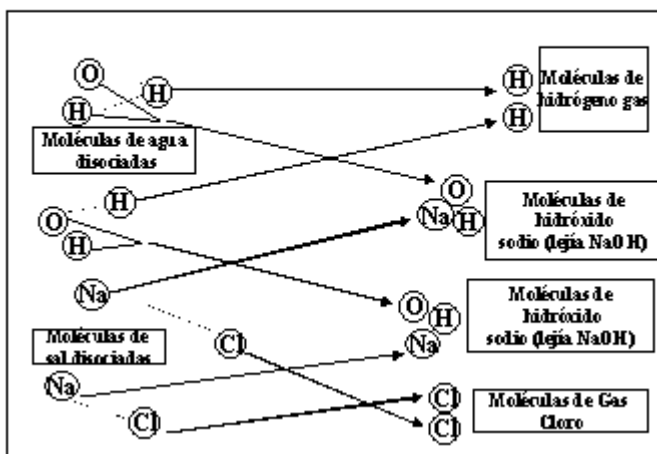 O
H
H
H
Moléculas de
hidrógeno gas
H
Moléculas de agua
disociadas
O
H
H
O
Na
H
Moléculas de
hidróxido
sodio (lejía NaOH)
Na
O
H
Na
Moléculas de
hidróxido
sodio (lejía NaOH)
Moléculas de
sal disociadas
Cl
Na
Cl
Cl
Cl
Moléculas de Gas
Cloro